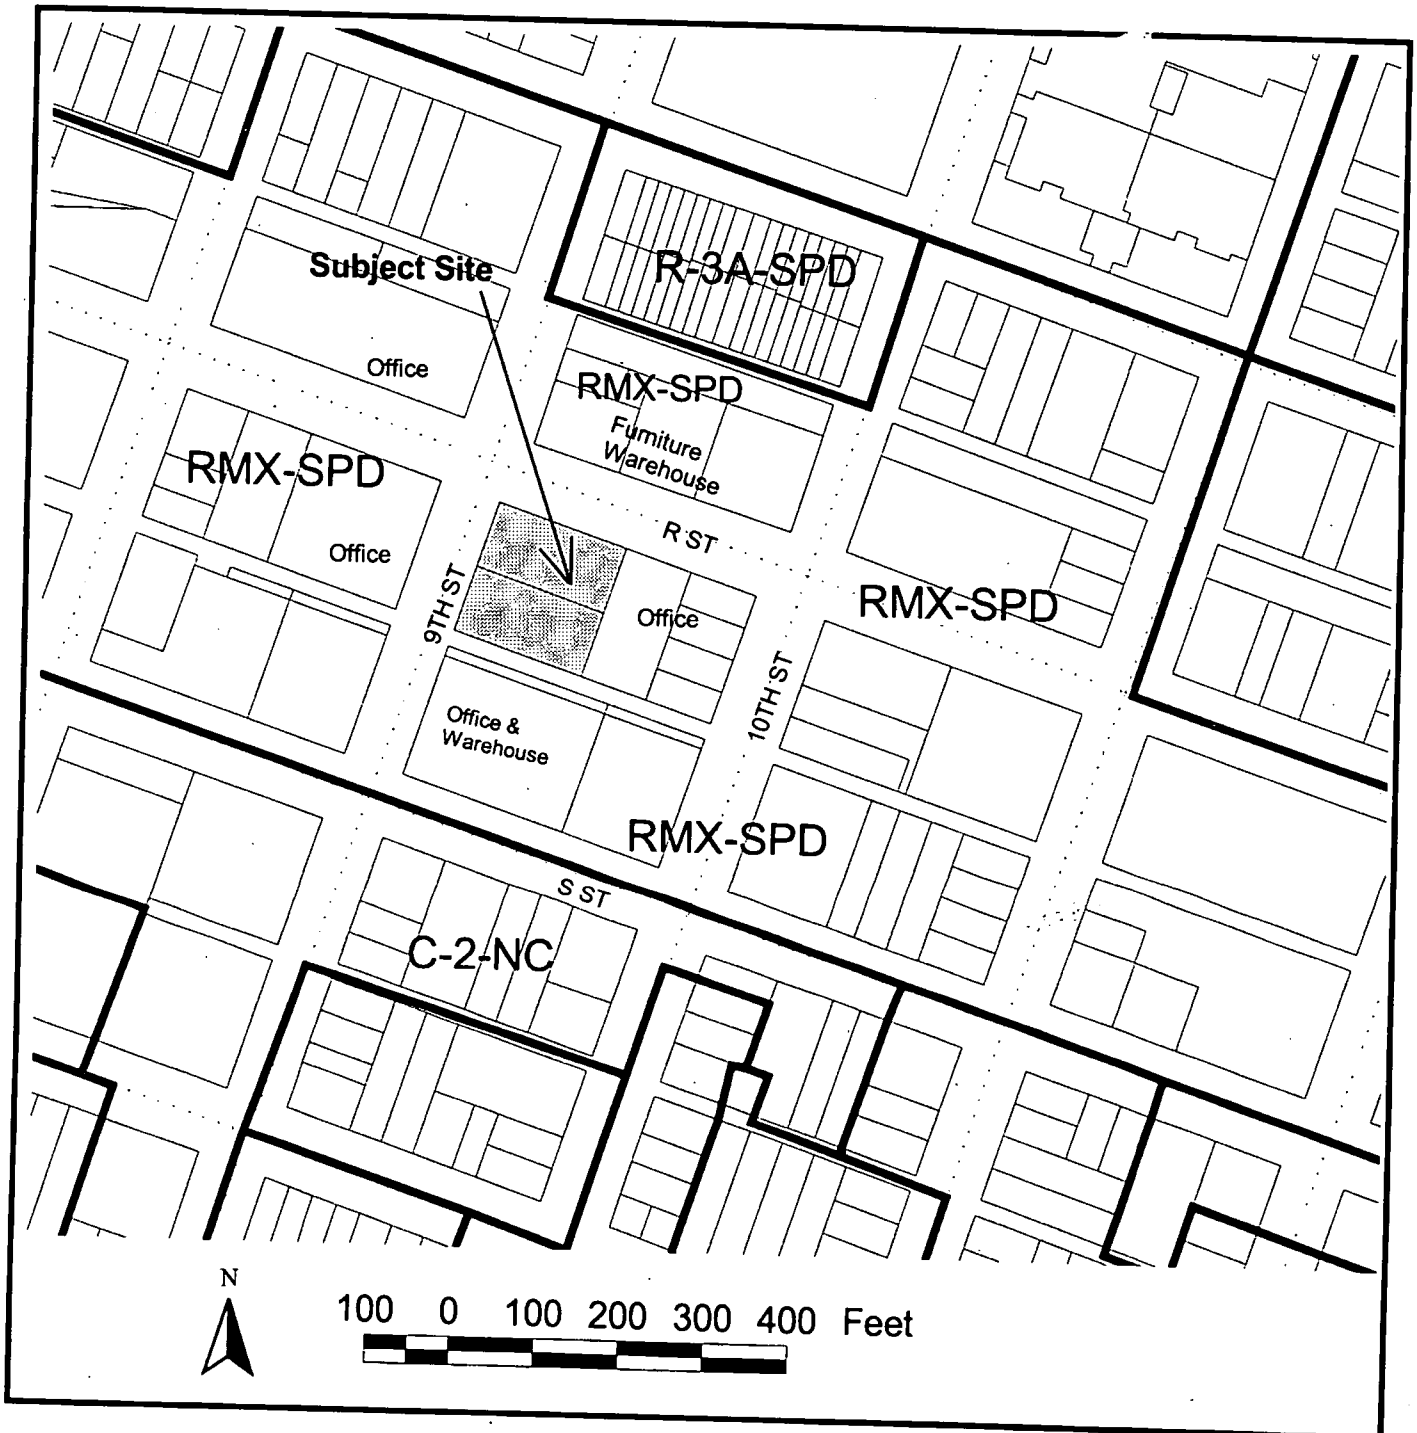 R-3A-SPD
Subject Site
Office
RMX-SPD
Furniture
Warehouse
RMX-SPD
Office
R ST
9TH ST
Office
RMX-SPD
10TH ST
Office &
Warehouse
RMX-SPD
S ST
C-2-NC
N
100 0 100 200 300 400 Feet